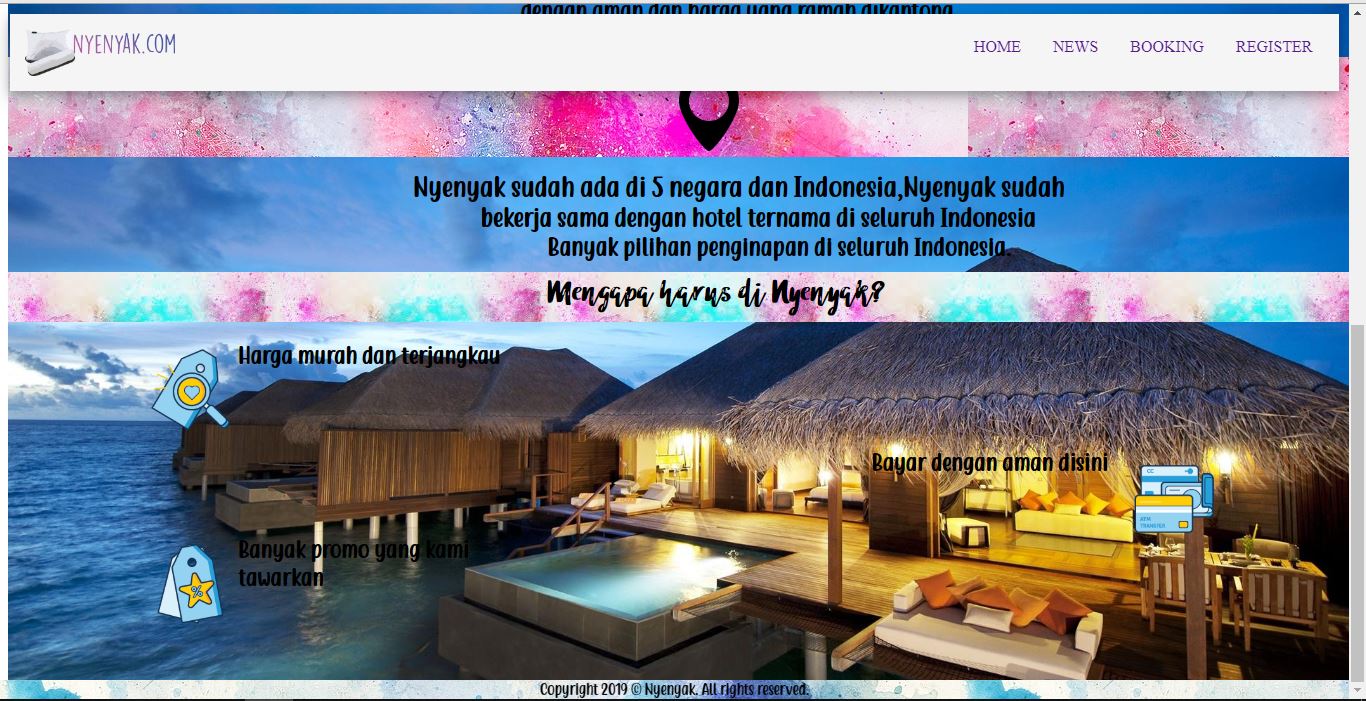 dengan aman dan harga yang ramah dikantong
NYENYAK.COM
HOME NEWS BOOKING REGISTER
Nyenyak sudah ada di 5 negara dan Indonesia,Nyenyak sudah
bekerja sama dengan hotel ternama di seluruh Indonesia
Banyak pilihan penginapan di seluruh Indonesia.
Mengapa harus di Nyenyak?
Harga murah dan terjangkau
Bayar dengan aman disini
CC
ATM
TRANSFER
Banyak promo yang kami
tawarkan
%
Copyright 2019 © Nyenyak. All rights reserved.